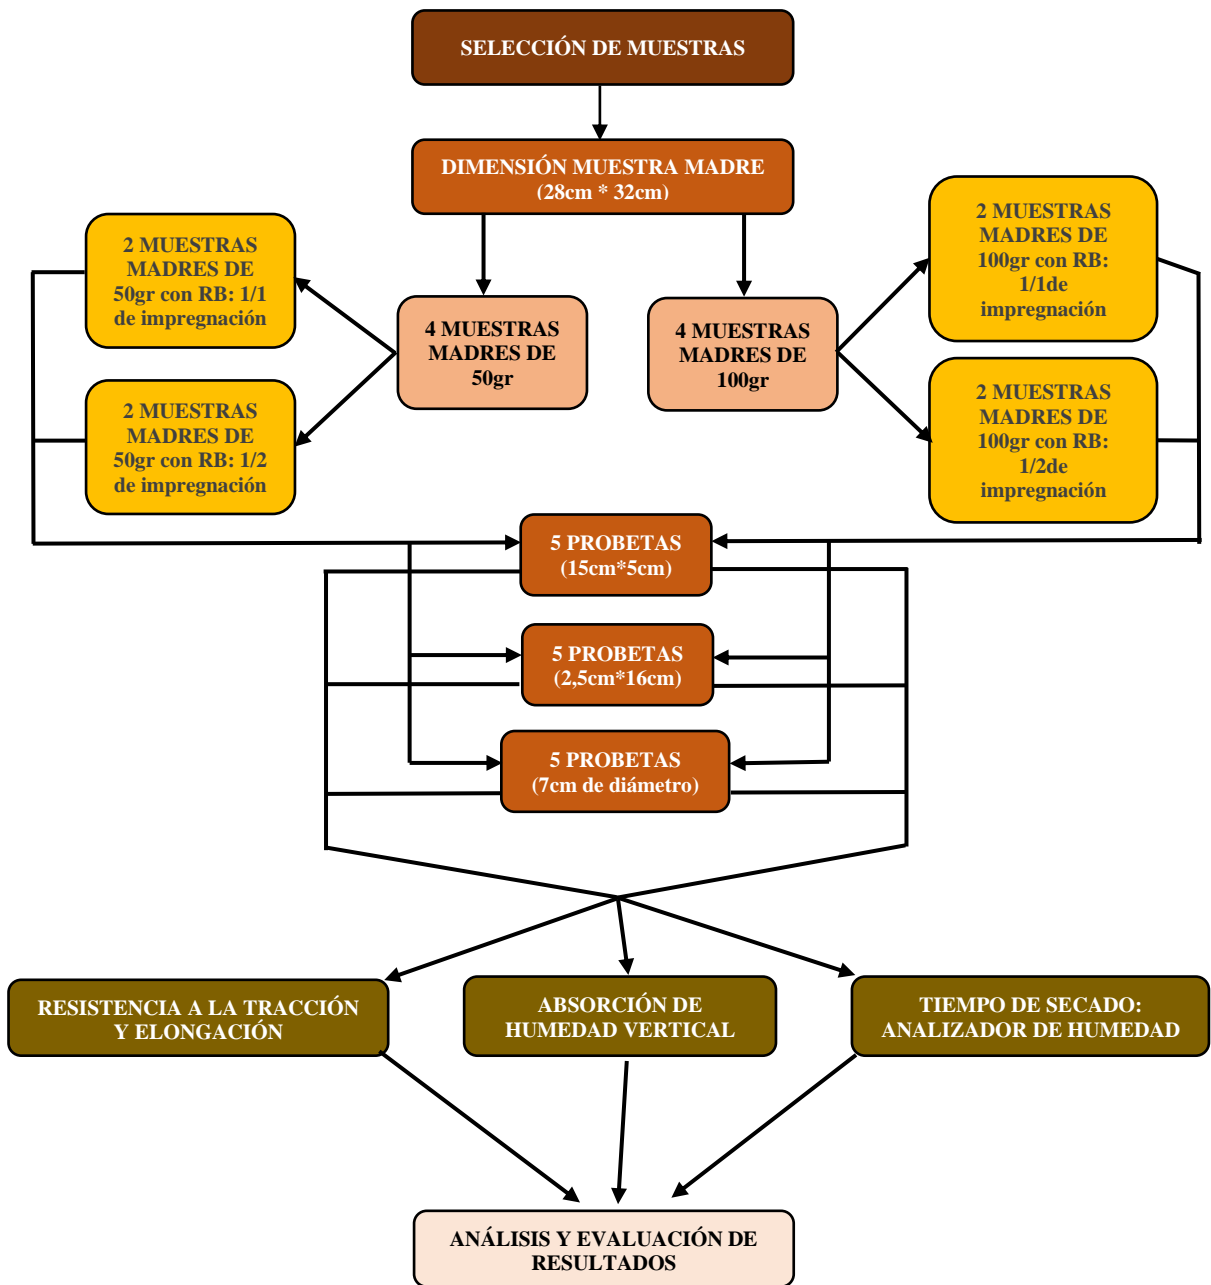 SELECCIÓN DE MUESTRAS
DIMENSIÓN MUESTRA MADRE
(28cm * 32cm)
2 MUESTRAS
MADRES DE
50gr con RB: 1/1
de impregnación
2 MUESTRAS
MADRES DE
100gr con RB:
1/1de
impregnación
4 MUESTRAS
MADRES DE
50gr
4 MUESTRAS
MADRES DE
100gr
2 MUESTRAS
MADRES DE
50gr con RB: 1/2
de impregnación
2 MUESTRAS
MADRES DE
100gr con RB:
1/2de
impregnación
5 PROBETAS
(15cm*5cm)
5 PROBETAS
(2,5cm*16cm)
5 PROBETAS
(7cm de diámetro)
RESISTENCIA A LA TRACCIÓN
Y ELONGACIÓN
ABSORCIÓN DE
HUMEDAD VERTICAL
TIEMPO DE SECADO:
ANALIZADOR DE HUMEDAD
ANÁLISIS Y EVALUACIÓN DE
RESULTADOS